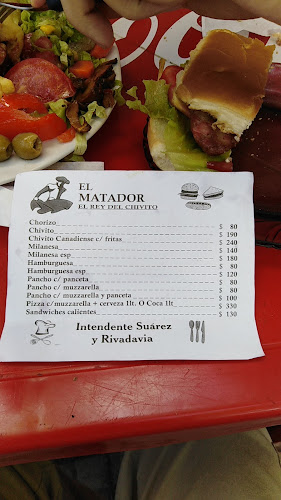 EL
MATADOR
EL REY DEL CHIVITO
Chorizo $ 80
Chivito $ 190
Chivito Canadiense c/ fritas $ 240
Milanesa $ 140
Milanesa esp $ 180
Hamburguesa $ 80
Hamburguesa esp $ 120
Pancho c/ panceta $ 80
Pancho c/ muzzarella $ 80
Pancho c/ muzzarella y panceta $ 100
Pizza c/muzzarella + cerveza 1lt. O Coca 1lt $ 330
Sandwiches calientes $ 130
Intendente Suárez
y Rivadavia